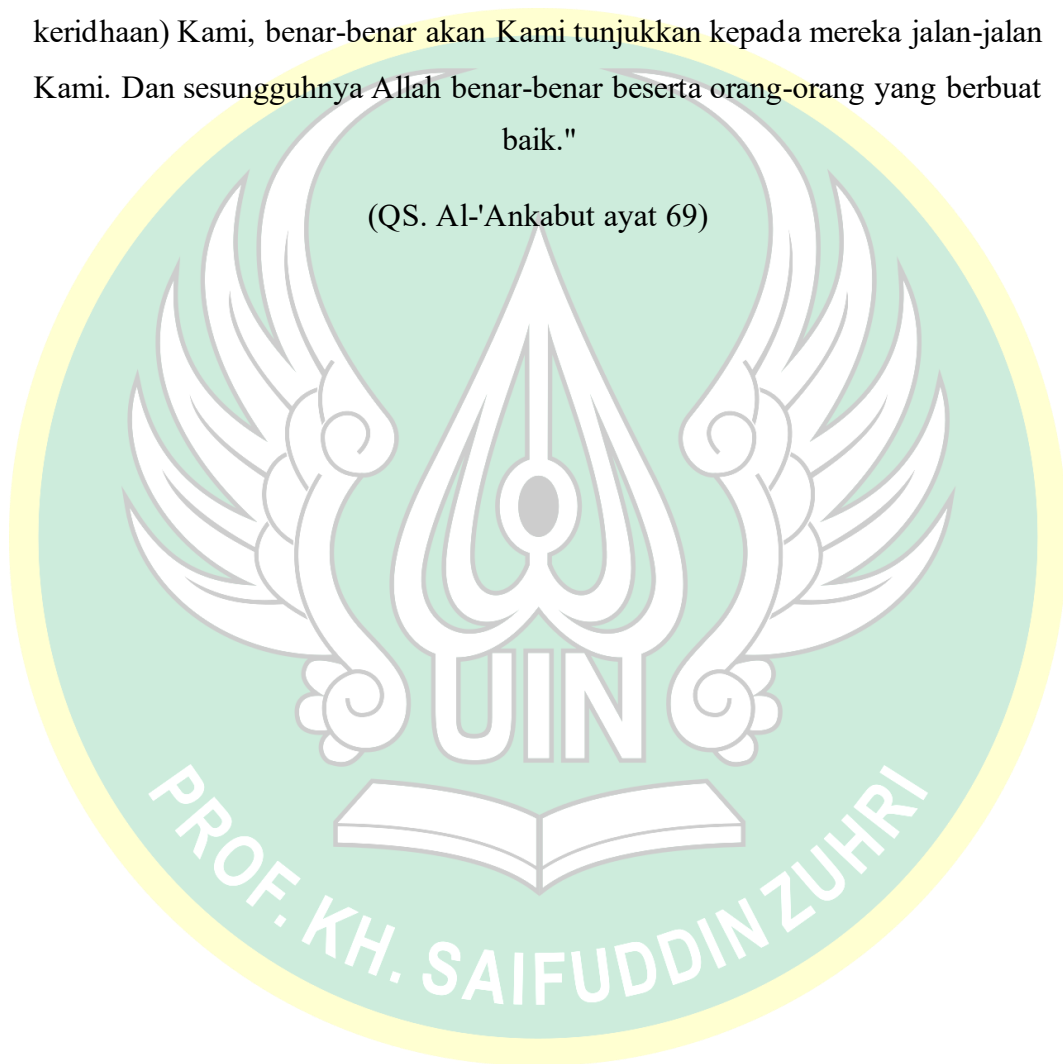 keridhaan) Kami, benar-benar akan Kami tunjukkan kepada mereka jalan-jalan
Kami. Dan sesungguhnya Allah benar-benar beserta orang-orang yang berbuat
baik."
(QS. Al-'Ankabut ayat 69)
UIN
PROF. KH. SAIFUDDIN ZUHRI